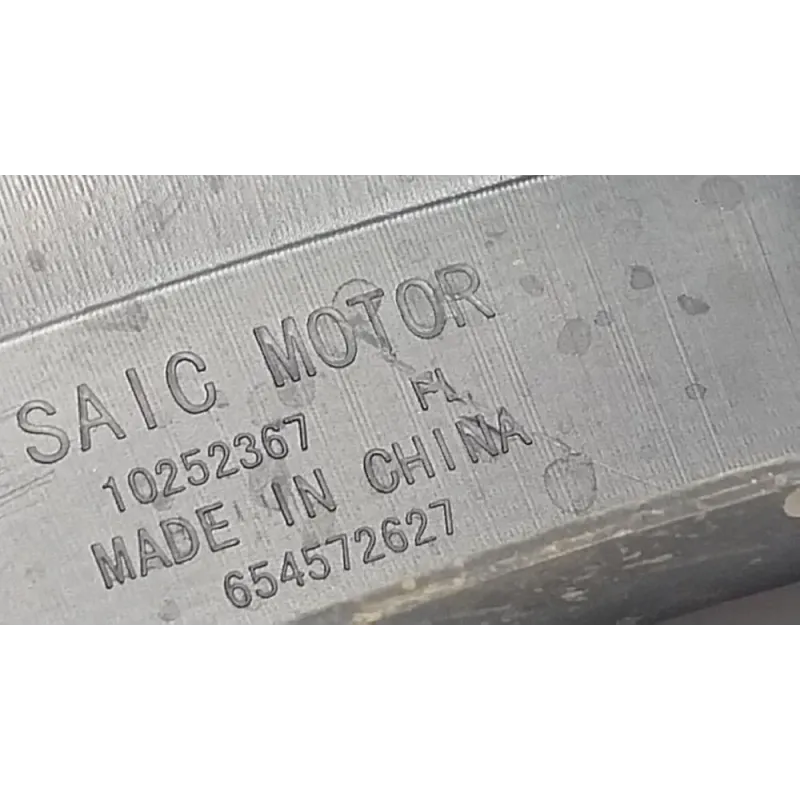 SAIC MOTOR
10252367 FL
MADE IN CHINA
654572627